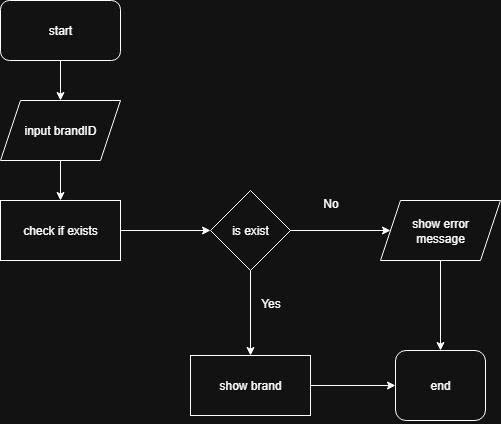 start
input brandID
check if exists
is exist
No
show error
message
Yes
show brand
end